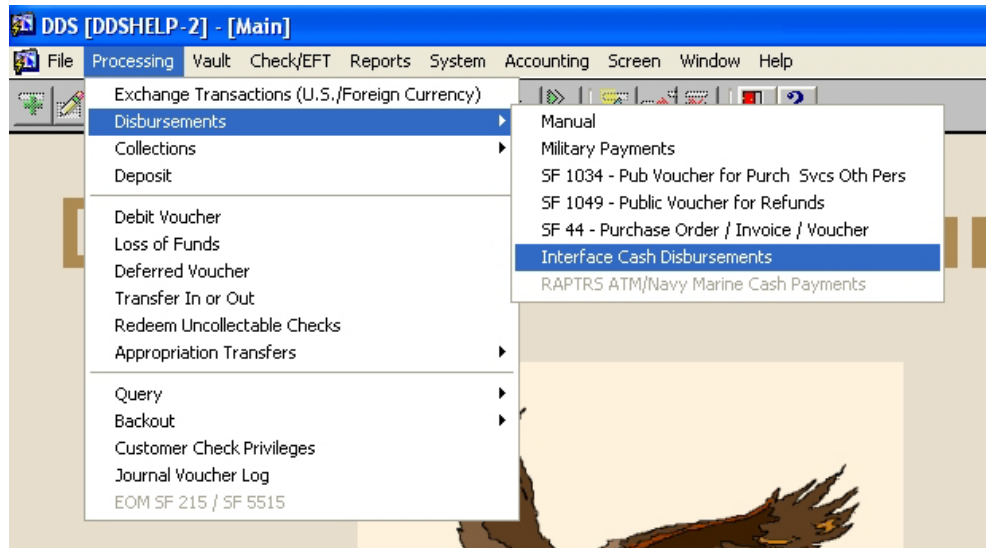 DDS [DDSHELP-2] - [Main]
File Processing Vault Check/EFT Reports System Accounting Screen Window Help
Exchange Transactions (U.S./Foreign Currency)
Disbursements
Collections
Deposit
Debit Voucher
Loss of Funds
Deferred Voucher
Transfer In or Out
Redeem Uncollectable Checks
Appropriation Transfers
Query
Backout
Customer Check Privileges
Journal Voucher Log
EOM SF 215 / SF 5515
Manual
Military Payments
SF 1034 - Pub Voucher for Purch Svcs Oth Pers
SF 1049 - Public Voucher for Refunds
SF 44 - Purchase Order / Invoice / Voucher
Interface Cash Disbursements
RAPTRS ATM/Navy Marine Cash Payments